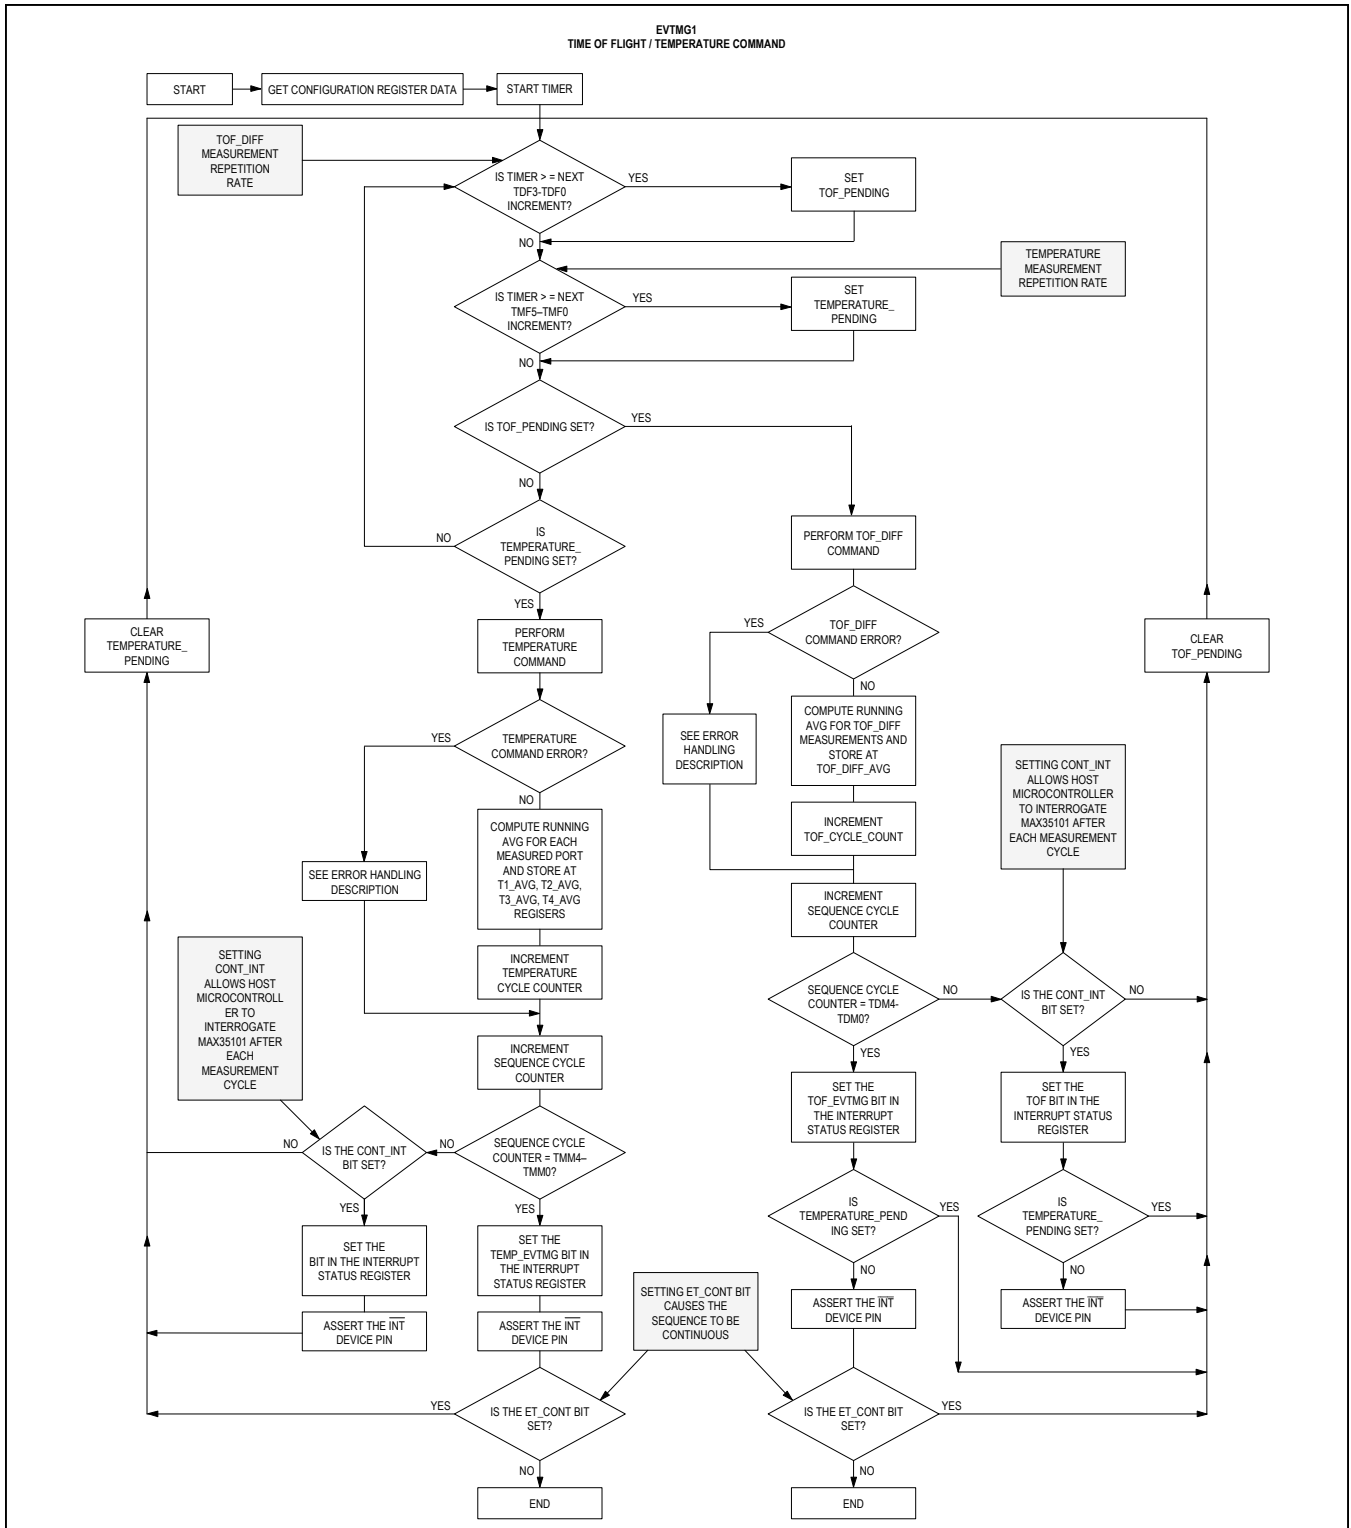 EVTMG1
TIME OF FLIGHT / TEMPERATURE COMMAND
START
GET CONFIGURATION REGISTER DATA
START TIMER
TOF_DIFF
MEASUREMENT
REPETITION
RATE
IS TIMER > = NEXT
TDF3-TDF0
INCREMENT?
YES
SET
TOF_PENDING
NO
TEMPERATURE
MEASUREMENT
REPETITION RATE
IS TIMER > = NEXT
TMF5–TMF0
INCREMENT?
YES
SET
TEMPERATURE_
PENDING
NO
IS TOF_PENDING SET?
YES
NO
IS
TEMPERATURE_
PENDING SET?
NO
YES
PERFORM TOF_DIFF
COMMAND
CLEAR
TEMPERATURE_
PENDING
PERFORM
TEMPERATURE
COMMAND
TOF_DIFF
COMMAND ERROR?
YES
NO
CLEAR
TOF_PENDING
TEMPERATURE
COMMAND ERROR?
YES
NO
SEE ERROR
HANDLING
DESCRIPTION
COMPUTE RUNNING
AVG FOR TOF_DIFF
MEASUREMENTS AND
STORE AT
TOF_DIFF_AVG
SETTING CONT_INT
ALLOWS HOST
MICROCONTROLLER
TO INTERROGATE
MAX35101 AFTER
EACH MEASUREMENT
CYCLE
COMPUTE RUNNING
AVG FOR EACH
MEASURED PORT
AND STORE AT
T1_AVG, T2_AVG,
T3_AVG, T4_AVG
REGISERS
INCREMENT
TOF_CYCLE_COUNT
SEE ERROR HANDLING
DESCRIPTION
INCREMENT
SEQUENCE CYCLE
COUNTER
SETTING
CONT_INT
ALLOWS HOST
MICROCONTROLL
ER TO
INTERROGATE
MAX35101 AFTER
EACH
MEASUREMENT
CYCLE
INCREMENT
TEMPERATURE
CYCLE COUNTER
SEQUENCE CYCLE
COUNTER = TDM4-
TDM0?
NO
YES
IS THE CONT_INT
BIT SET?
NO
YES
INCREMENT
SEQUENCE CYCLE
COUNTER
SET THE
TOF_EVTMG BIT IN
THE INTERRUPT
STATUS REGISTER
SET THE
TOF BIT IN THE
INTERRUPT STATUS
REGISTER
NO
IS THE CONT_INT
BIT SET?
YES
NO
SEQUENCE CYCLE
COUNTER = TMM4–
TMM0?
YES
IS
TEMPERATURE_PEND
ING SET?
YES
NO
IS
TEMPERATURE_
PENDING SET?
YES
NO
SET THE
BIT IN THE INTERRUPT
STATUS REGISTER
SET THE
TEMP_EVTMG BIT IN
THE INTERRUPT
STATUS REGISTER
SETTING ET_CONT BIT
CAUSES THE
SEQUENCE TO BE
CONTINUOUS
ASSERT THE INT
DEVICE PIN
ASSERT THE INT
DEVICE PIN
ASSERT THE INT
DEVICE PIN
ASSERT THE INT
DEVICE PIN
YES
IS THE ET_CONT BIT
SET?
NO
IS THE ET_CONT BIT
SET?
YES
NO
END
END